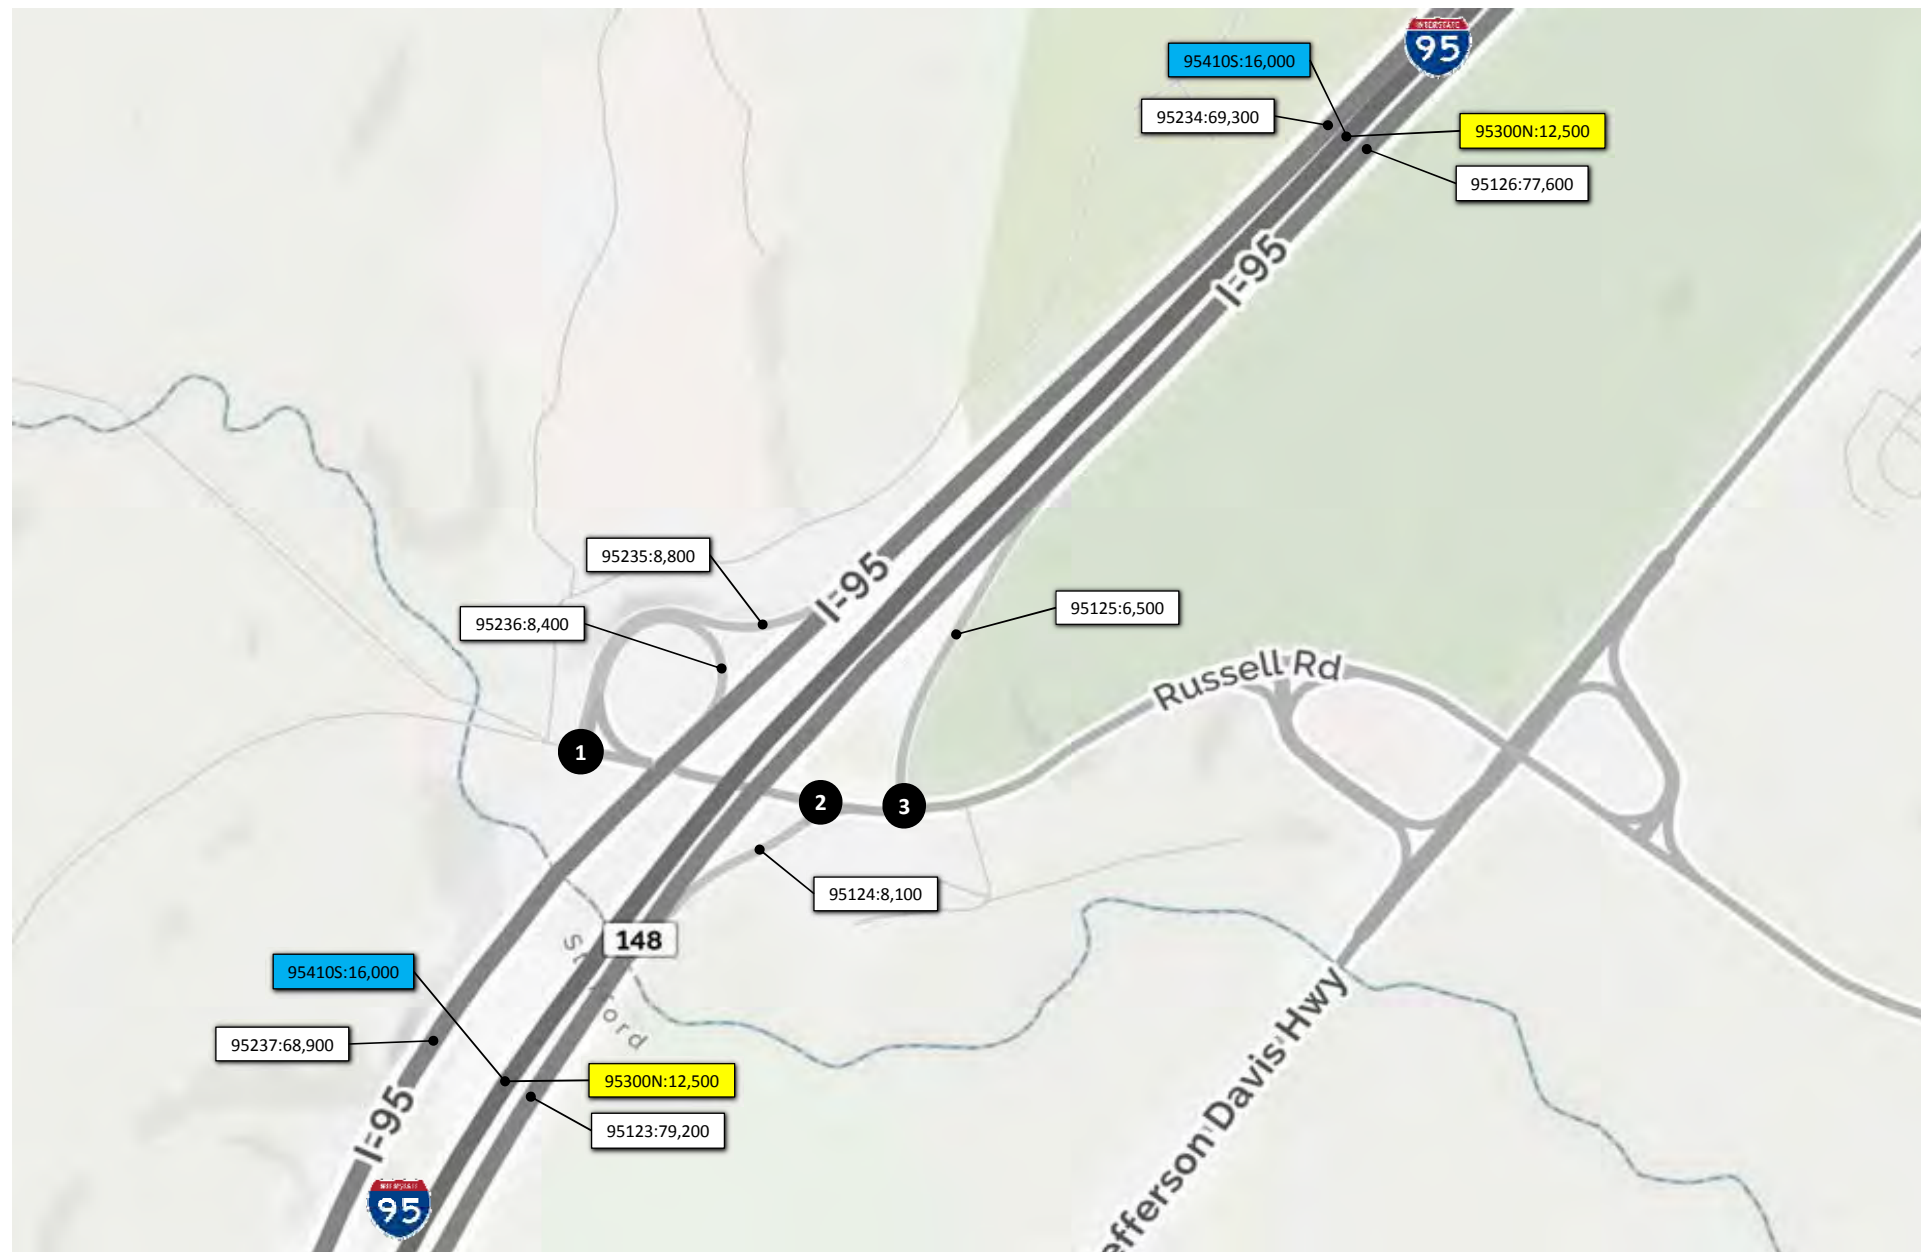 INTERSTATE
95
95410S:16,000
95234:69,300
95300N:12,500
95126:77,600
I-95
95235:8,800
I-95
95236:8,400
95125:6,500
Russell Rd
1
2
3
95124:8,100
148
95410S:16,000
95237:68,900
95300N:12,500
95123:79,200
I-95
95
efferson Davis Hwy